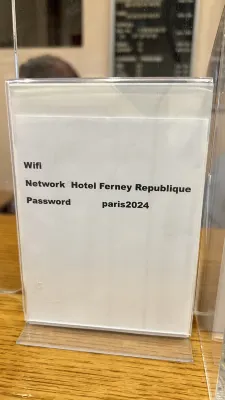 Wifi
Network Hotel Ferney Republique
Password paris2024